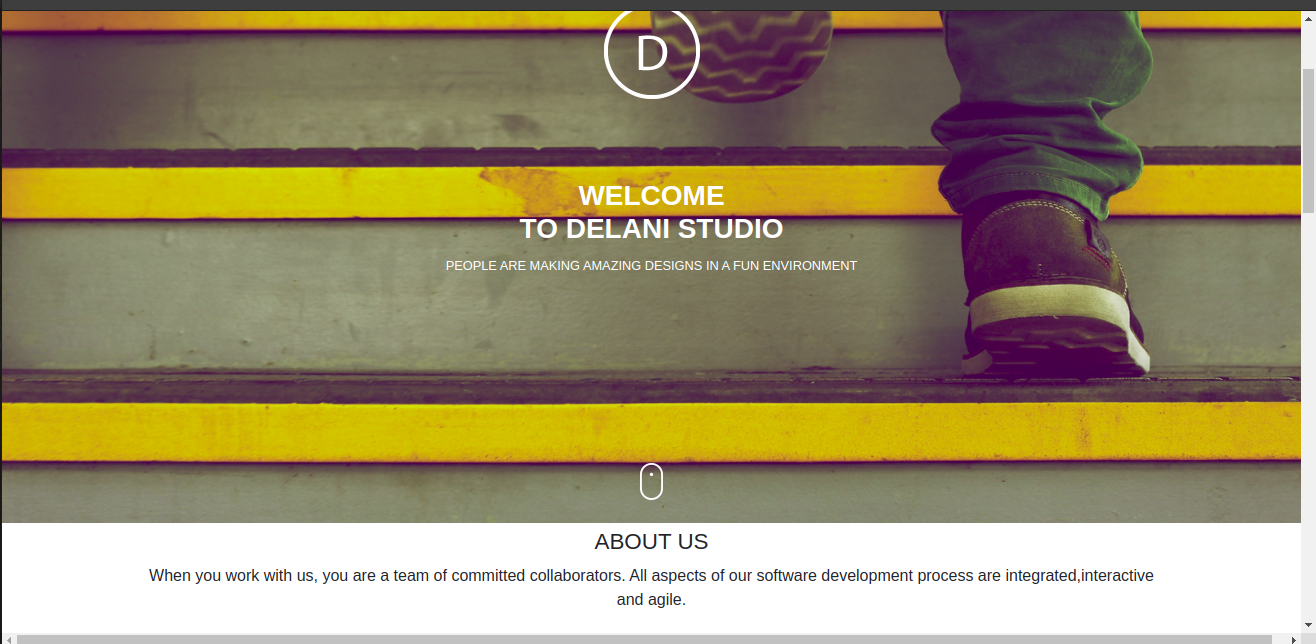 D
WELCOME
TO DELANI STUDIO
PEOPLE ARE MAKING AMAZING DESIGNS IN A FUN ENVIRONMENT
ABOUT US
When you work with us, you are a team of committed collaborators. All aspects of our software development process are integrated,interactive
and agile.